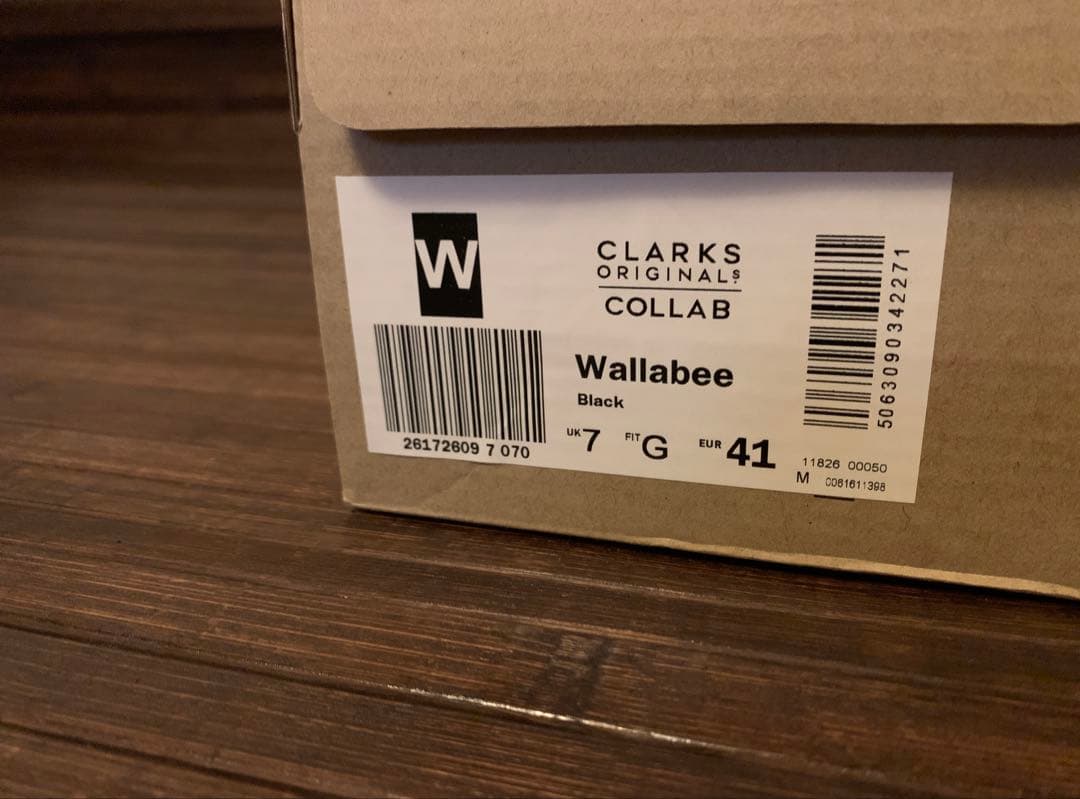 W
CLARKS
ORIGINALS
COLLAB
26172609 7 070
Wallabee
Black
UK 7 FIT G EUR 41
5063090342271
11826 00050
M 0081611398